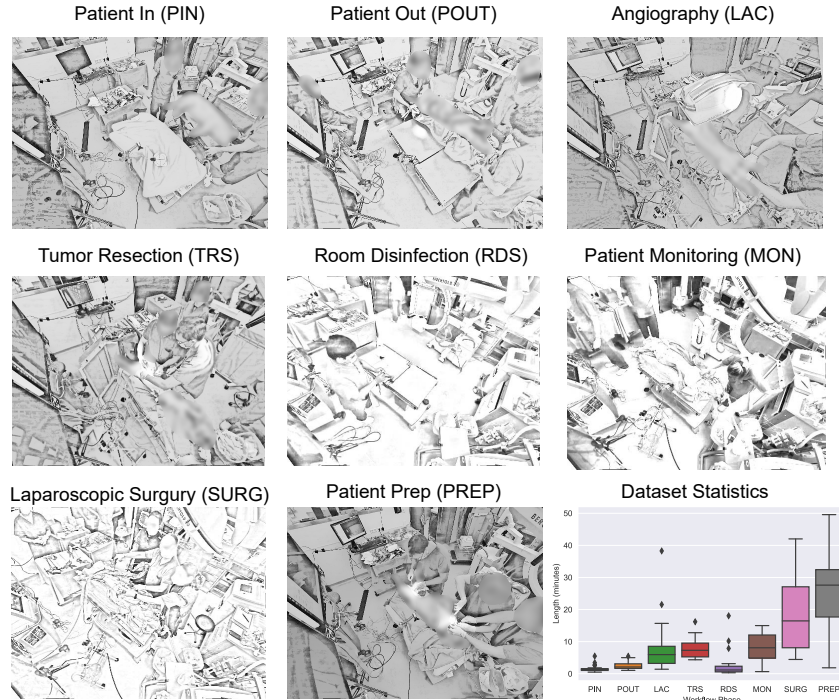 Patient In (PIN)
Patient Out (POUT)
Angiography (LAC)
Tumor Resection (TRS)
Room Disinfection (RDS)
Patient Monitoring (MON)
Laparoscopic Surgury (SURG)
Patient Prep (PREP)
Dataset Statistics
50
40
30
20
10
0
Length (minutes)
PIN POUT LAC TRS RDS MON SURG PREP
Workflow Phase